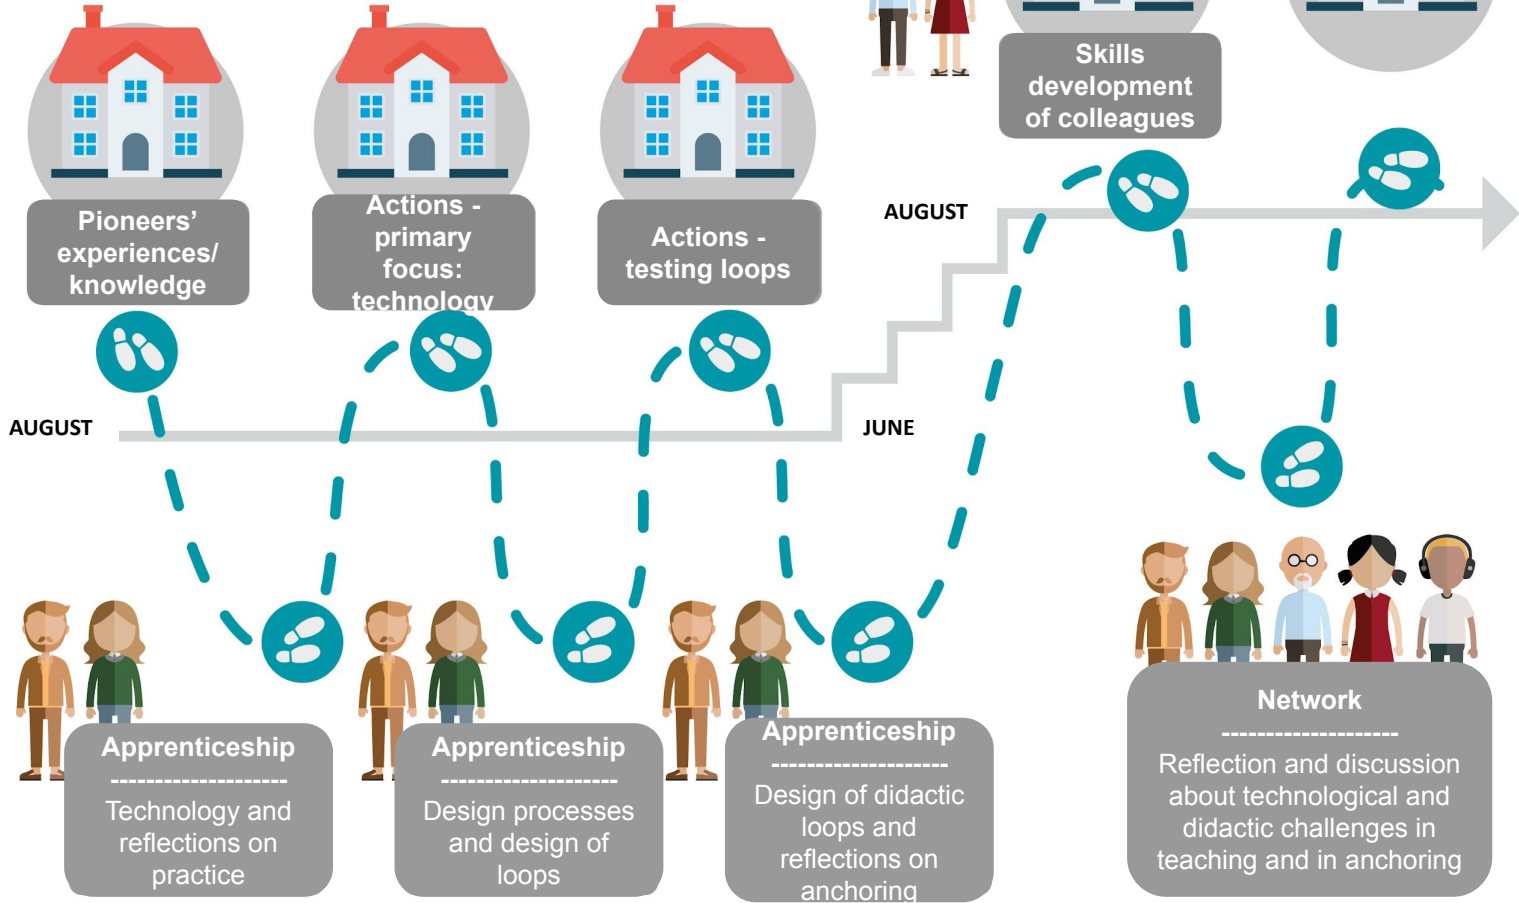 Skills
development
of colleagues
Pioneers’
experiences/
knowledge
Actions -
primary
focus:
technology
Actions -
testing loops
AUGUST
AUGUST
JUNE
Apprenticeship
--------------------
Technology and
reflections on
practice
Apprenticeship
--------------------
Design processes
and design of
loops
Apprenticeship
--------------------
Design of didactic
loops and
reflections on
anchoring
Network
--------------------
Reflection and discussion
about technological and
didactic challenges in
teaching and in anchoring